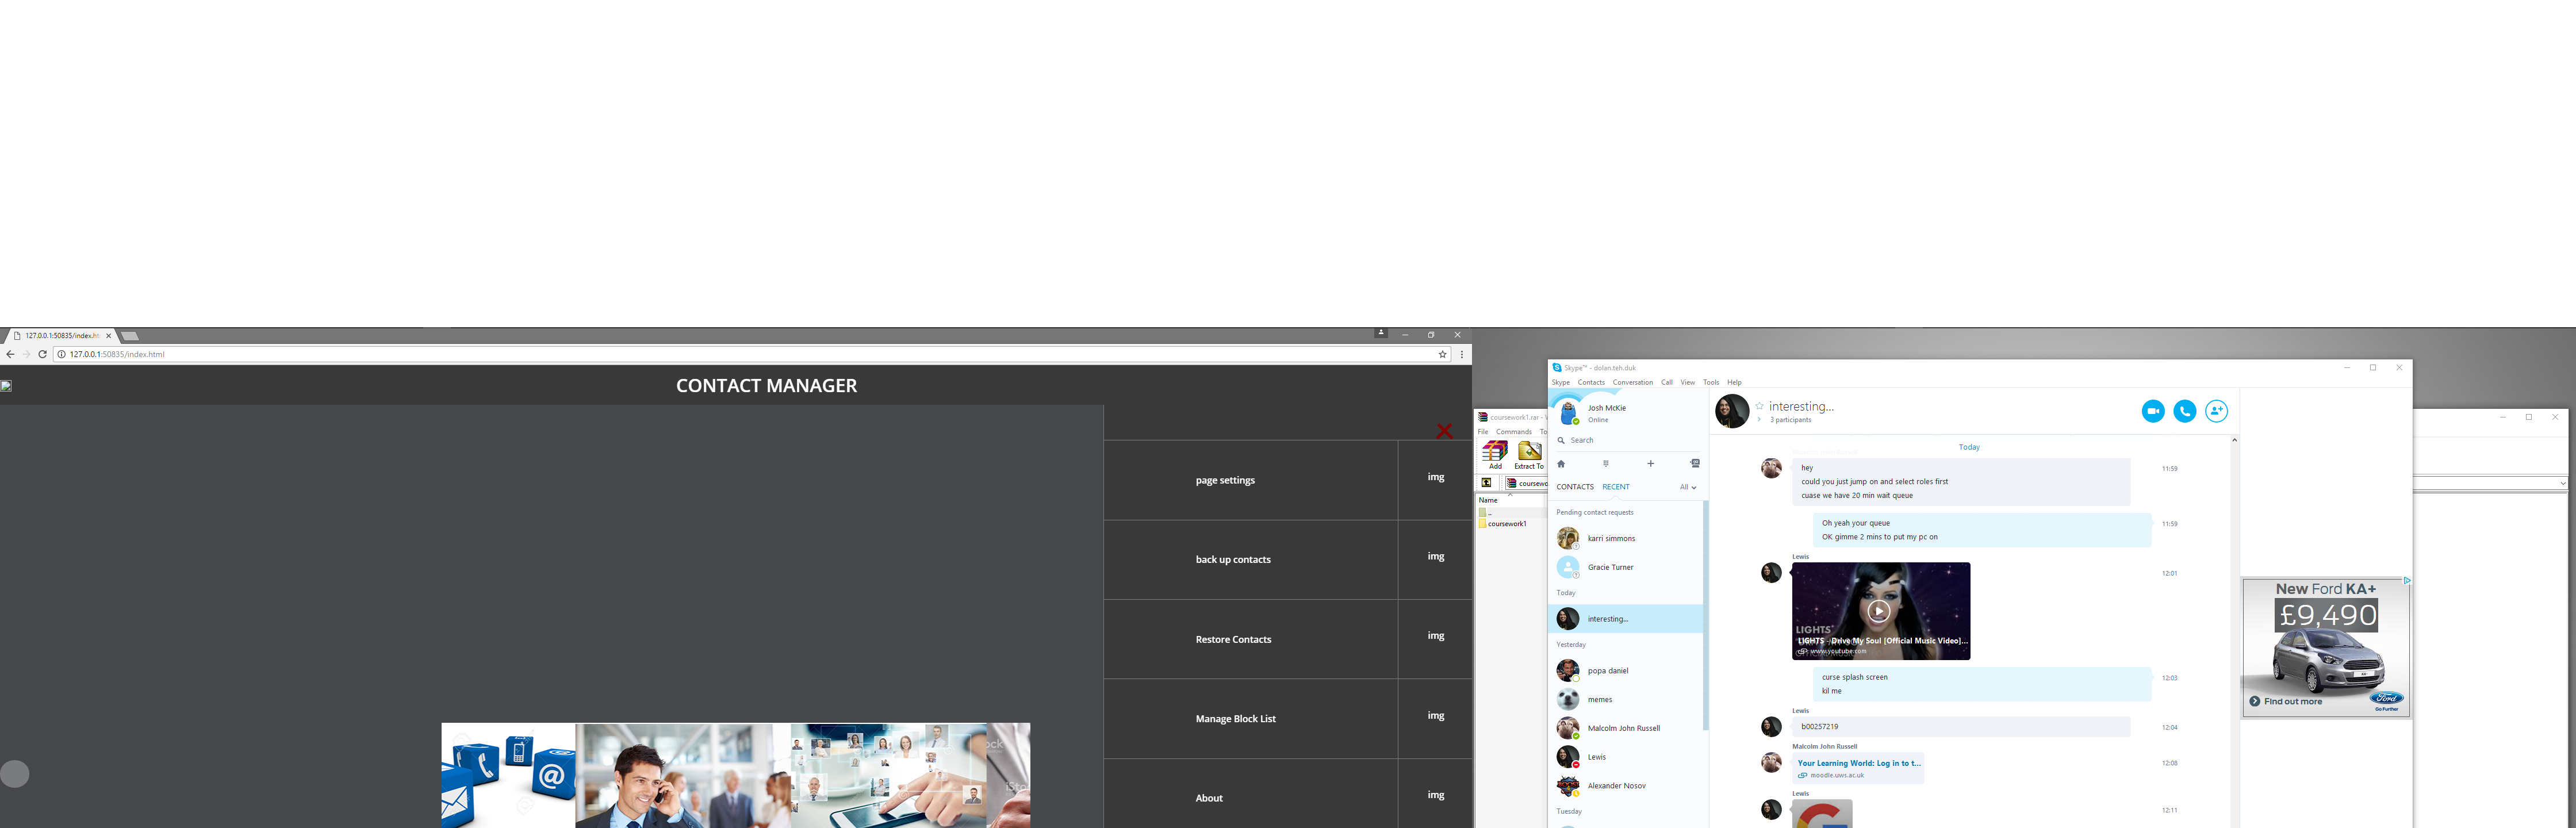 127.0.0.1:50835/index.ht
127.0.0.1:50835/index.html
CONTACT MANAGER
page settings
img
back up contacts
img
Restore Contacts
img
Manage Block List
img
About
img
coursework1.rar
File Commands To
Add
Extract To
coursewo
Name
..
coursework1
Skype™ - dolan.teh.duk
Skype Contacts Conversation Call View Tools Help
Josh McKie
Online
Search
CONTACTS RECENT All
Pending contact requests
karri simmons
Gracie Turner
Today
interesting...
Yesterday
popa daniel
memes
Malcolm John Russell
Lewis
Alexander Nosov
Tuesday
interesting...
3 participants
Today
hey
11:59
could you just jump on and select roles first
cuase we have 20 min wait queue
Oh yeah your queue
11:59
OK gimme 2 mins to put my pc on
Lewis
12:01
LIGHTS
LIGHTS - Drive My Soul [Official Music Video]...
www.youtube.com
curse splash screen
12:03
kil me
Lewis
b00257219
12:04
Malcolm John Russell
Your Learning World: Log in to t...
12:08
moodle.uws.ac.uk
Lewis
12:11
New Ford KA+
£9,490
Find out more
Ford
Go Further